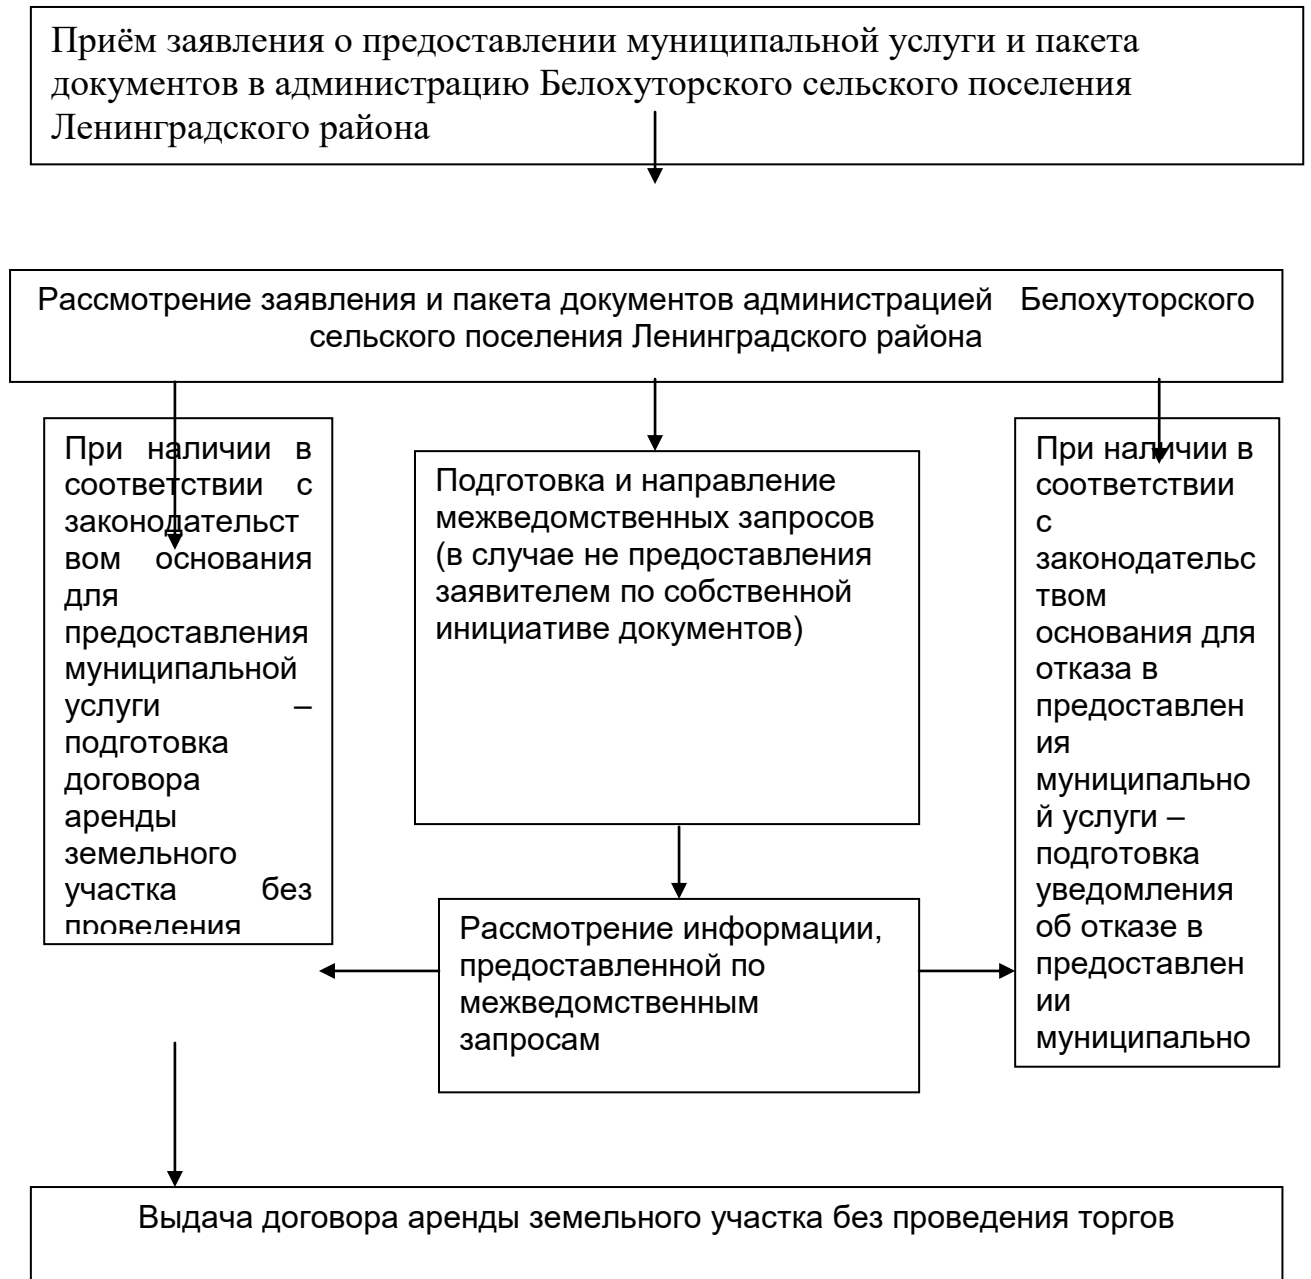 Приём заявления о предоставлении муниципальной услуги и пакета
документов в администрацию Белохуторского сельского поселения
Ленинградского района
Рассмотрение заявления и пакета документов администрацией Белохуторского
сельского поселения Ленинградского района
При наличии в
соответствии с
законодательст
вом основания
для
предоставления
муниципальной
услуги –
подготовка
договора
аренды
земельного
участка без
проведения
Подготовка и направление
межведомственных запросов
(в случае не предоставления
заявителем по собственной
инициативе документов)
При наличии в
соответствии
с
законодательс
твом
основания для
отказа в
предоставлен
ия
муниципально
й услуги –
подготовка
уведомления
об отказе в
предоставлен
ии
муниципально
Рассмотрение информации,
предоставленной по
межведомственным
запросам
Выдача договора аренды земельного участка без проведения торгов